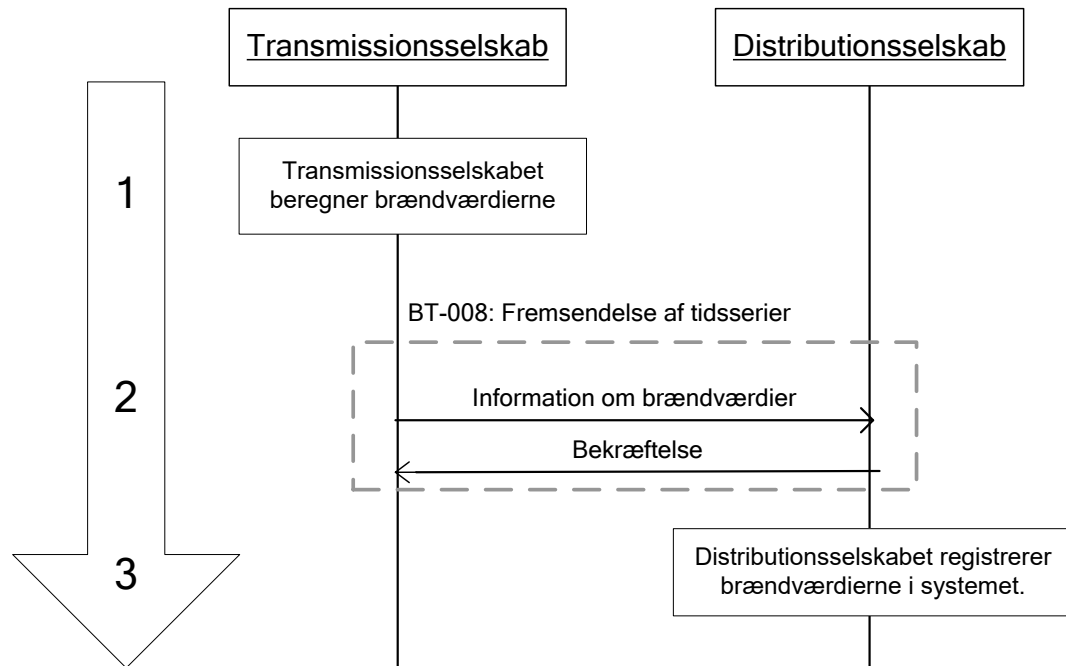 Transmissionsselskab
Distributionsselskab
1
Transmissionsselskabet
beregner brændværdierne
BT-008: Fremsendelse af tidsserier
2
Information om brændværdier
Bekræftelse
3
Distributionsselskabet registrerer
brændværdierne i systemet.